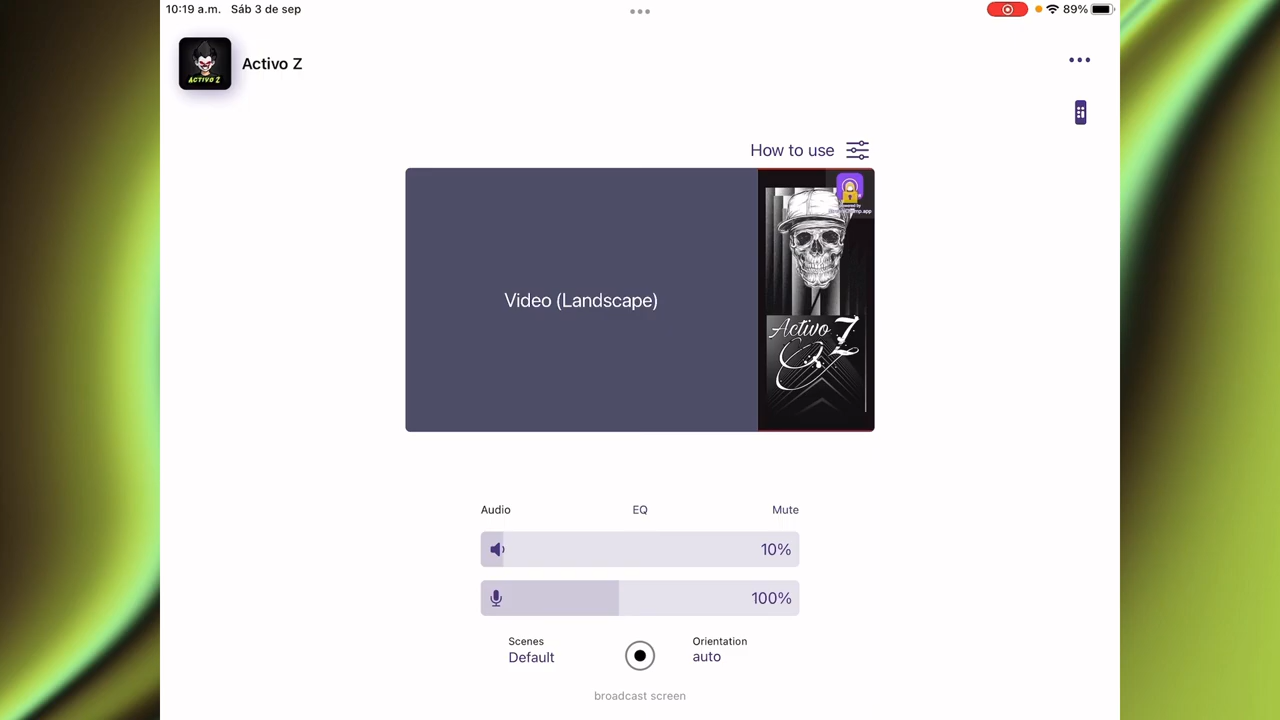 10:19 a.m. Sáb 3 de sep
89%
ACTIVO Z
Activo Z
How to use
Video (Landscape)
Activo Z
Z
Audio EQ Mute
10%
100%
Scenes
Default
Orientation
auto
broadcast screen